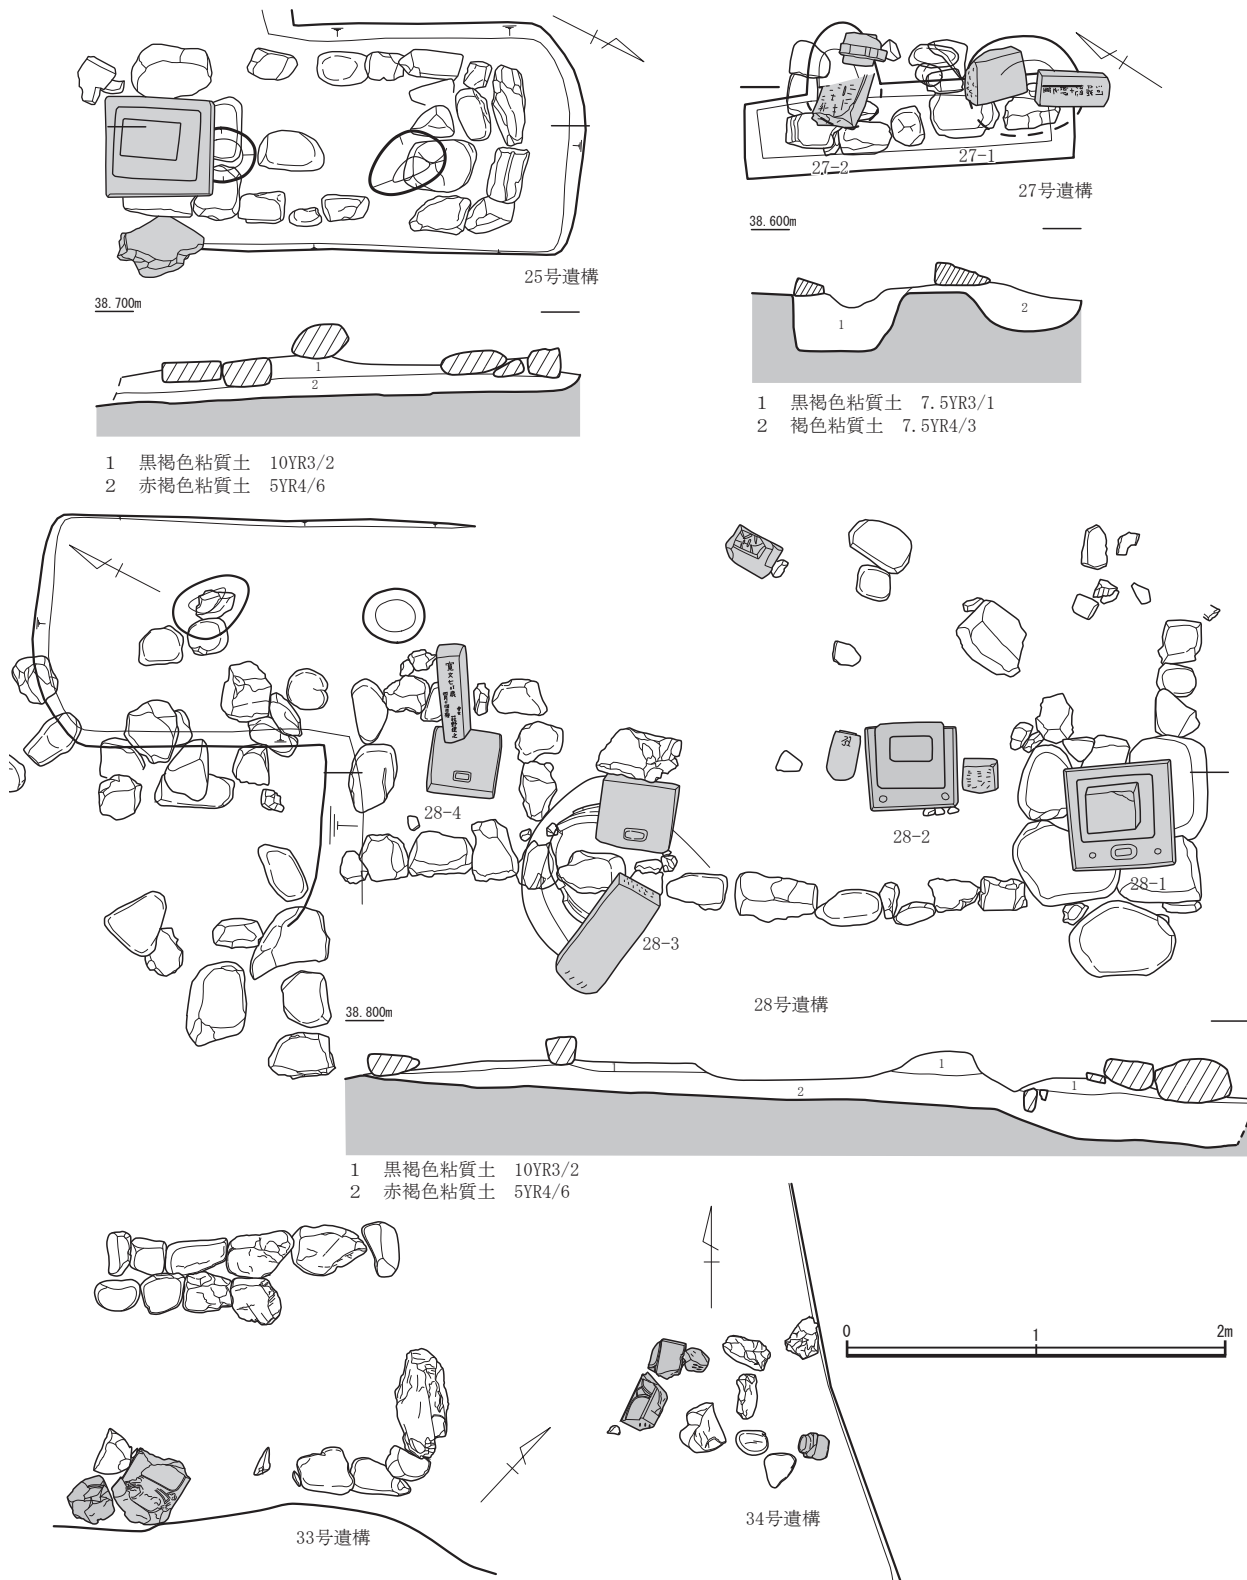 25号遺構
38.700m
1
2
1 黒褐色粘質土 10YR3/2
2 赤褐色粘質土 5YR4/6
27-2
27-1
27号遺構
38.600m
1
2
1 黒褐色粘質土 7.5YR3/1
2 褐色粘質土 7.5YR4/3
28-4
28-2
28-1
28-3
28号遺構
38.800m
1
1
1
2
1 黒褐色粘質土 10YR3/2
2 赤褐色粘質土 5YR4/6
0 1 2m
33号遺構
34号遺構